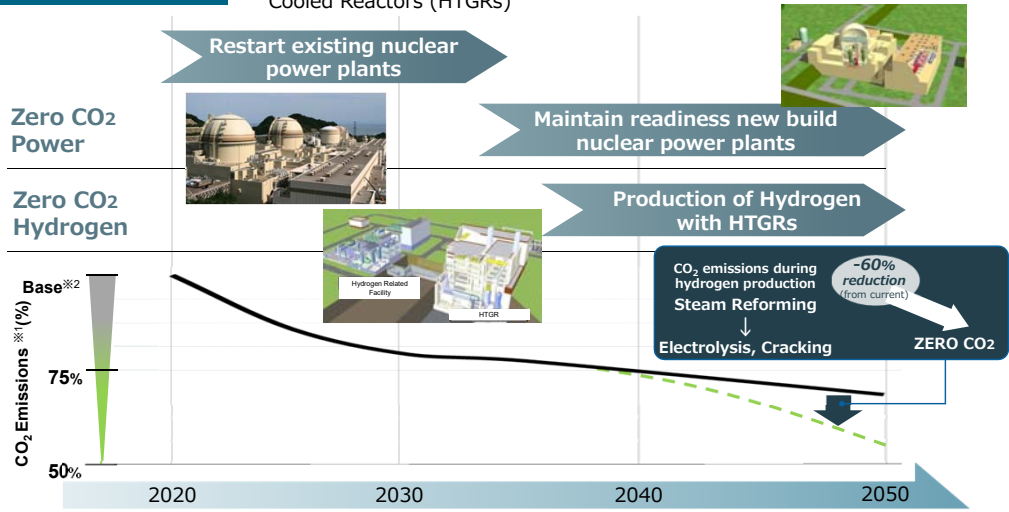 Cooled Reactors (HTGRs)
Restart existing nuclear
power plants
Zero CO2
Power
Maintain readiness new build
nuclear power plants
Zero CO2
Hydrogen
Production of Hydrogen
with HTGRs
Hydrogen Related
Facility
HTGR
CO2 emissions during
hydrogen production
Steam Reforming
↓
Electrolysis, Cracking
-60%
reduction
(from current)
ZERO CO2
CO2 Emissions ※1(%)
Base※2
75%
50%
2020
2030
2040
2050